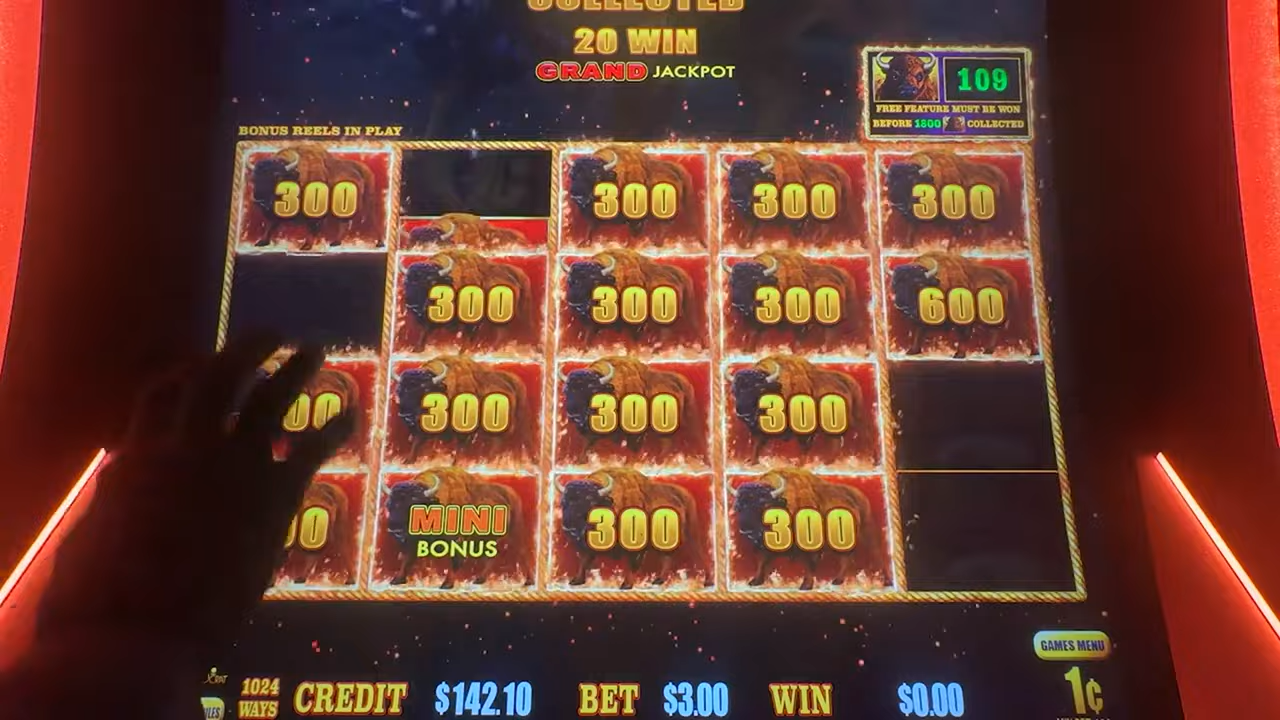 COLLECTED
20 WIN
GRAND JACKPOT
109
FREE FEATURE MUST BE WON
BEFORE 1800 COLLECTED
BONUS REELS IN PLAY
300 300 300 300
300 300 300 600
300 300 300
MINI BONUS 300 300
GAMES MENU
1024 WAYS
CREDIT $142.10 BET $3.00 WIN $0.00 1¢